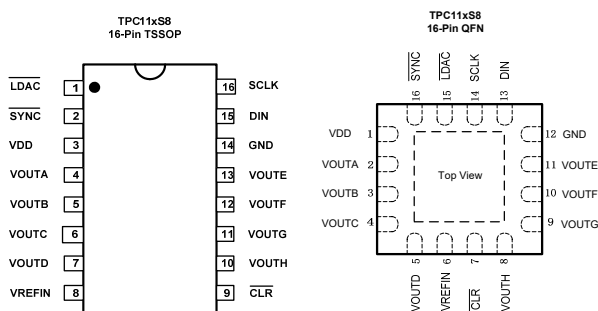 TPC11xS8
16-Pin TSSOP
LDAC 1
SYNC 2
VDD 3
VOUTA 4
VOUTB 5
VOUTC 6
VOUTD 7
VREFIN 8
16 SCLK
15 DIN
14 GND
13 VOUTE
12 VOUTF
11 VOUTG
10 VOUTH
9 CLR
TPC11xS8
16-Pin QFN
SYNC 16
LDAC 15
SCLK 14
DIN 13
VDD 1
VOUTA 2
VOUTB 3
VOUTC 4
Top View
12 GND
11 VOUTE
10 VOUTF
9 VOUTG
VOUTD 5
VREFIN 6
CLR 7
VOUTH 8